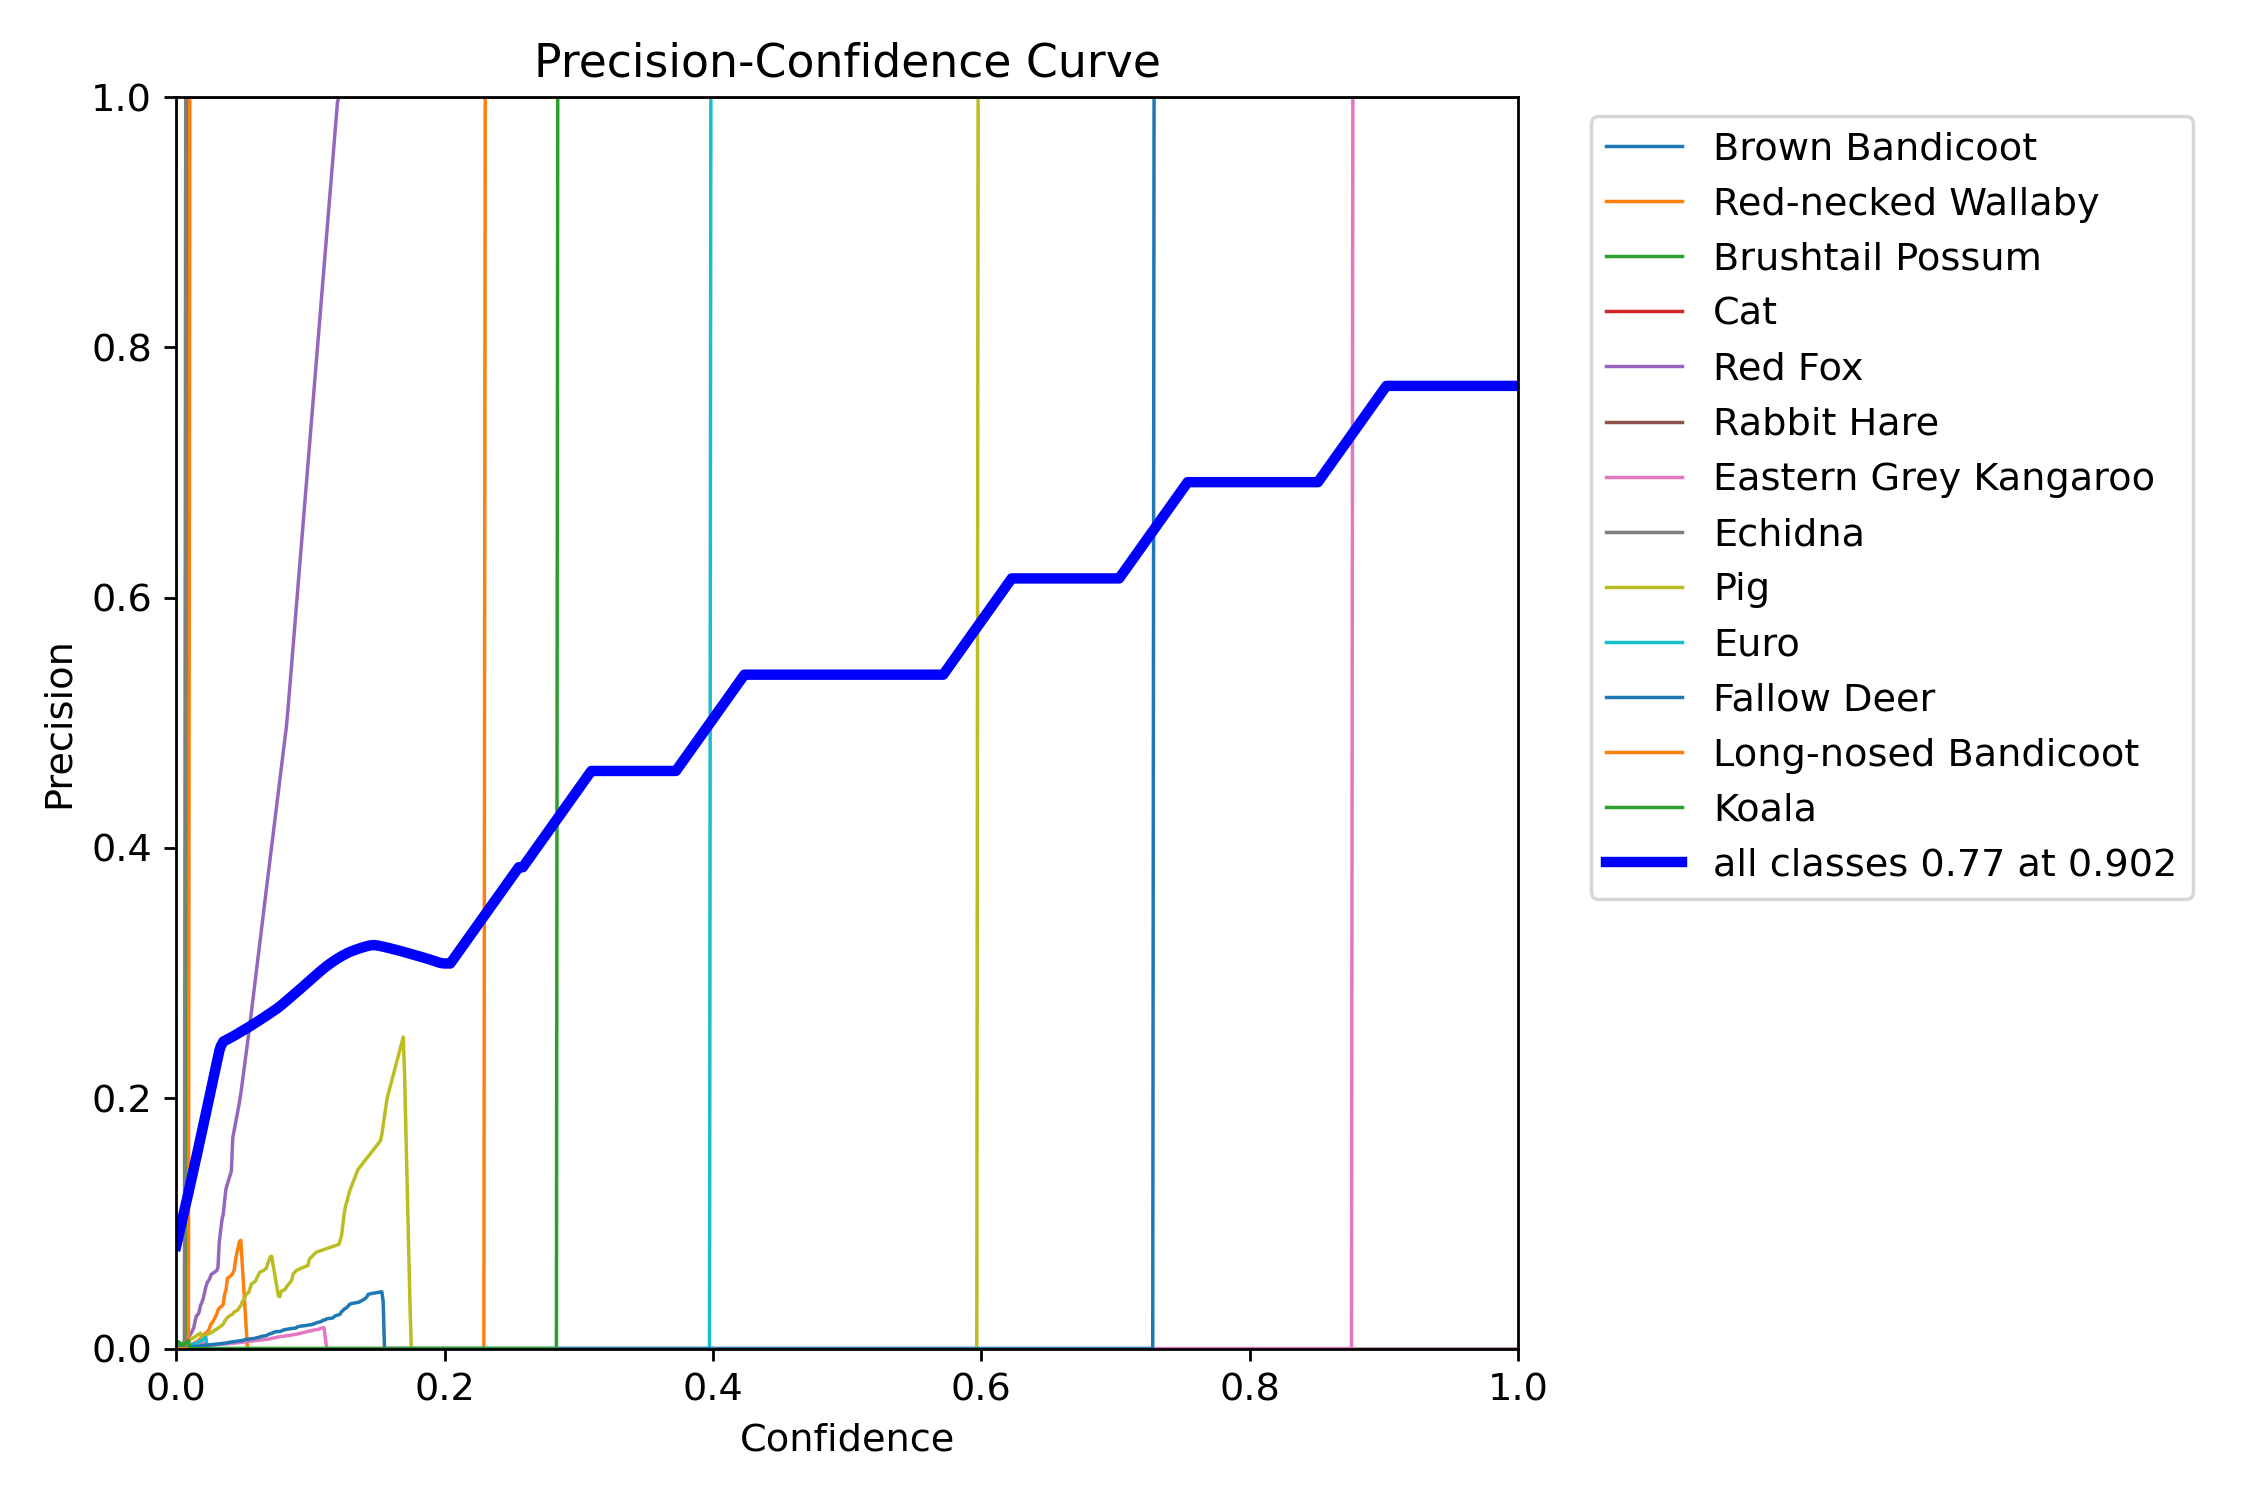 Precision-Confidence Curve
1.0
0.8
0.6
0.4
0.2
0.0
Precision
0.0 0.2 0.4 0.6 0.8 1.0
Confidence
Brown Bandicoot
Red-necked Wallaby
Brushtail Possum
Cat
Red Fox
Rabbit Hare
Eastern Grey Kangaroo
Echidna
Pig
Euro
Fallow Deer
Long-nosed Bandicoot
Koala
all classes 0.77 at 0.902